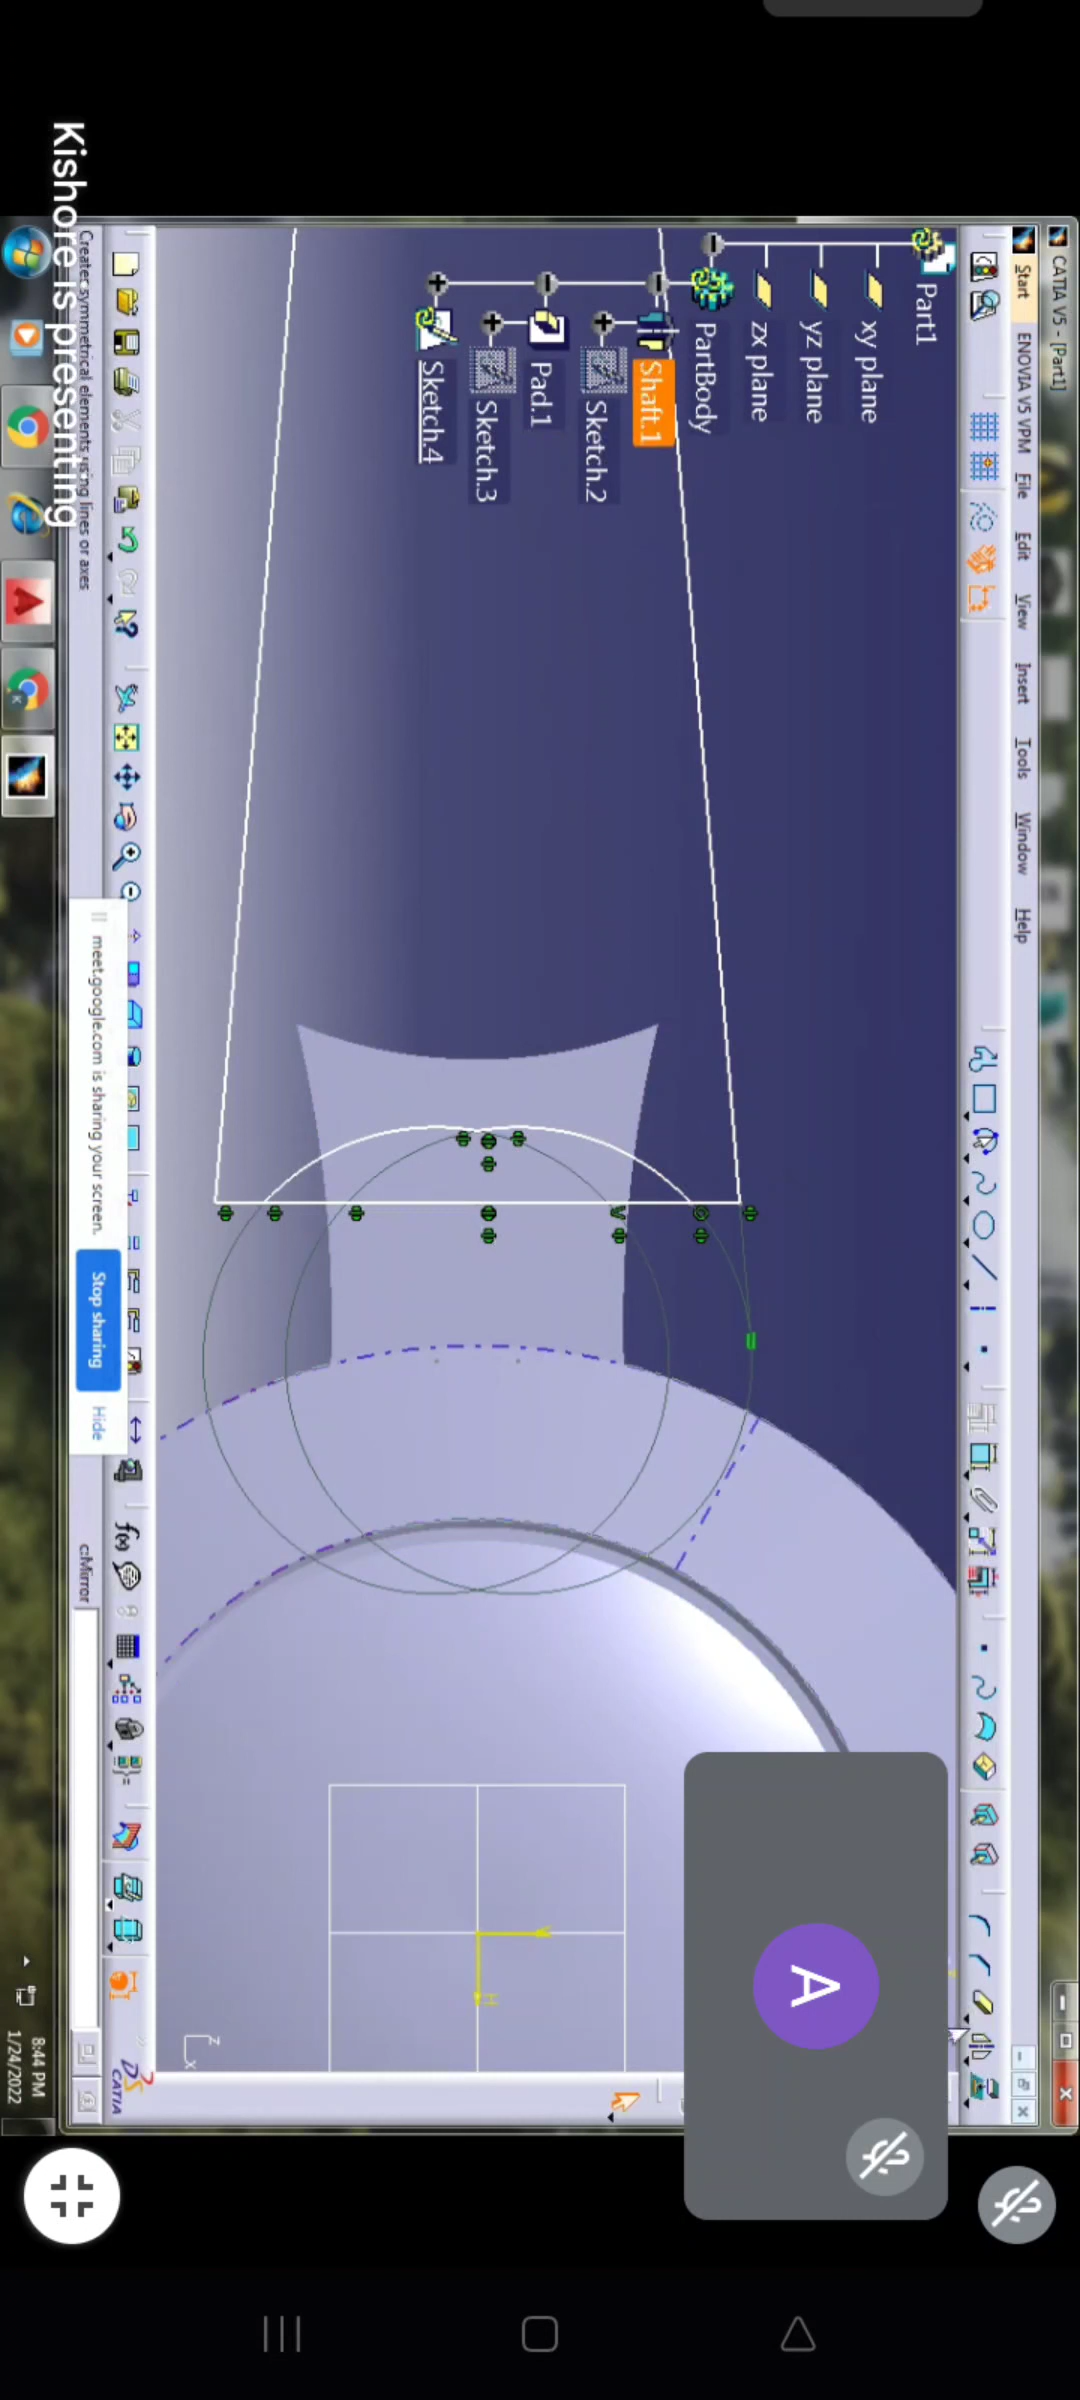 CATIA V5 - [Part1]
Start ENOVIA V5 VPM File Edit View Insert Tools Window Help
Part1
xy plane
yz plane
zx plane
PartBody
Shaft.1
Sketch.2
Pad.1
Sketch.3
Sketch.4
V
H
z
x
A
meet.google.com is sharing your screen.
Stop sharing
Hide
f(x)
DS
CATIA
Creates symmetrical elements using lines or axes
c:Mirror
Kishore is presenting
K
8:44 PM
1/24/2022